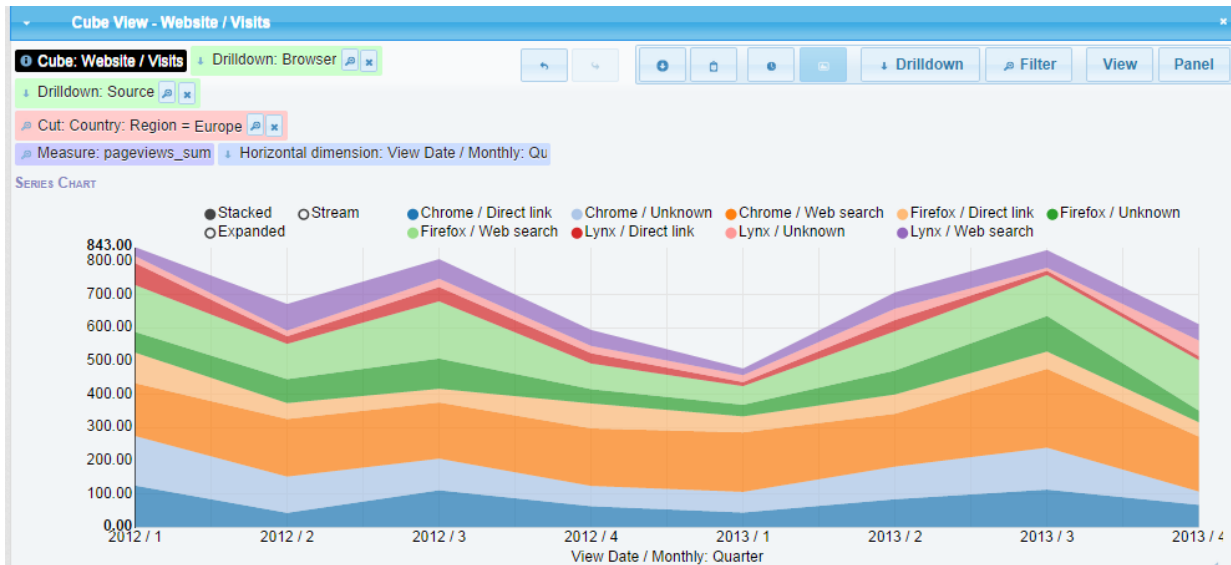 Cube View - Website / Visits
Cube: Website / Visits Drilldown: Browser
Drilldown Filter View Panel
Drilldown: Source
Cut: Country: Region = Europe
Measure: pageviews_sum Horizontal dimension: View Date / Monthly: Qu
SERIES CHART
Stacked Stream Chrome / Direct link Chrome / Unknown Chrome / Web search Firefox / Direct link Firefox / Unknown
Expanded Firefox / Web search Lynx / Direct link Lynx / Unknown Lynx / Web search
843.00
800.00
700.00
600.00
500.00
400.00
300.00
200.00
100.00
0.00
2012 / 1 2012 / 2 2012 / 3 2012 / 4 2013 / 1 2013 / 2 2013 / 3 2013 / 4
View Date / Monthly: Quarter